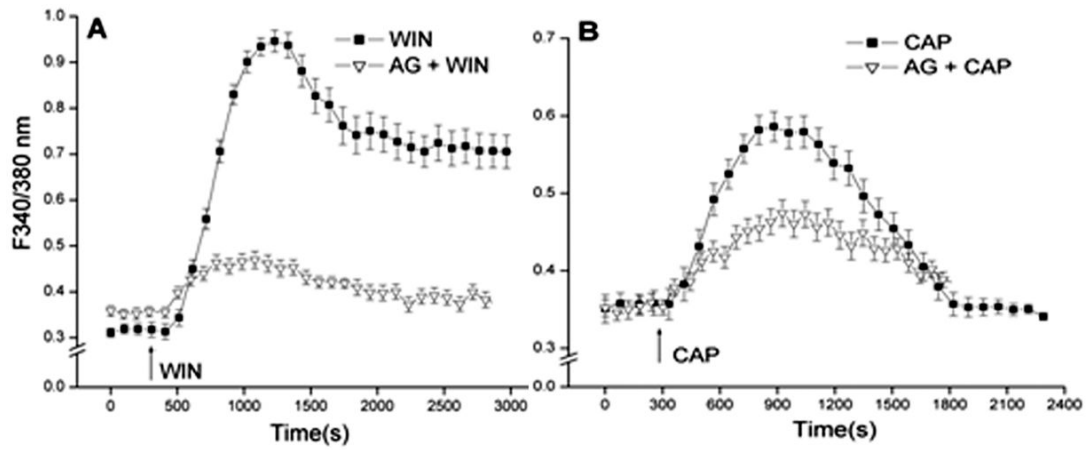 A
WIN
AG + WIN
F340/380 nm
1.0
0.9
0.8
0.7
0.6
0.5
0.4
0.3
0.0
WIN
0 500 1000 1500 2000 2500 3000
Time(s)
B
CAP
AG + CAP
0.7
0.6
0.5
0.4
0.3
0.0
CAP
0 300 600 900 1200 1500 1800 2100 2400
Time(s)